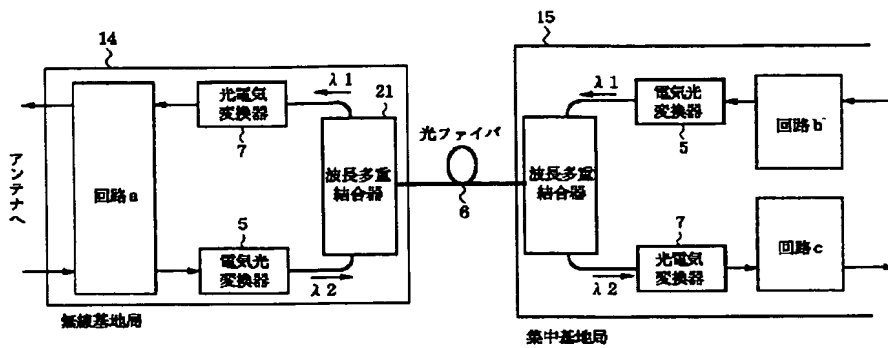 14
光電気
変換器
7
λ1
21
回路a
波長多重
結合器
アンテナへ
5
電気光
変換器
λ2
無線基地局
光ファイバ
6
15
λ1
電気光
変換器
5
回路b
波長多重
結合器
7
光電気
変換器
λ2
回路c
集中基地局